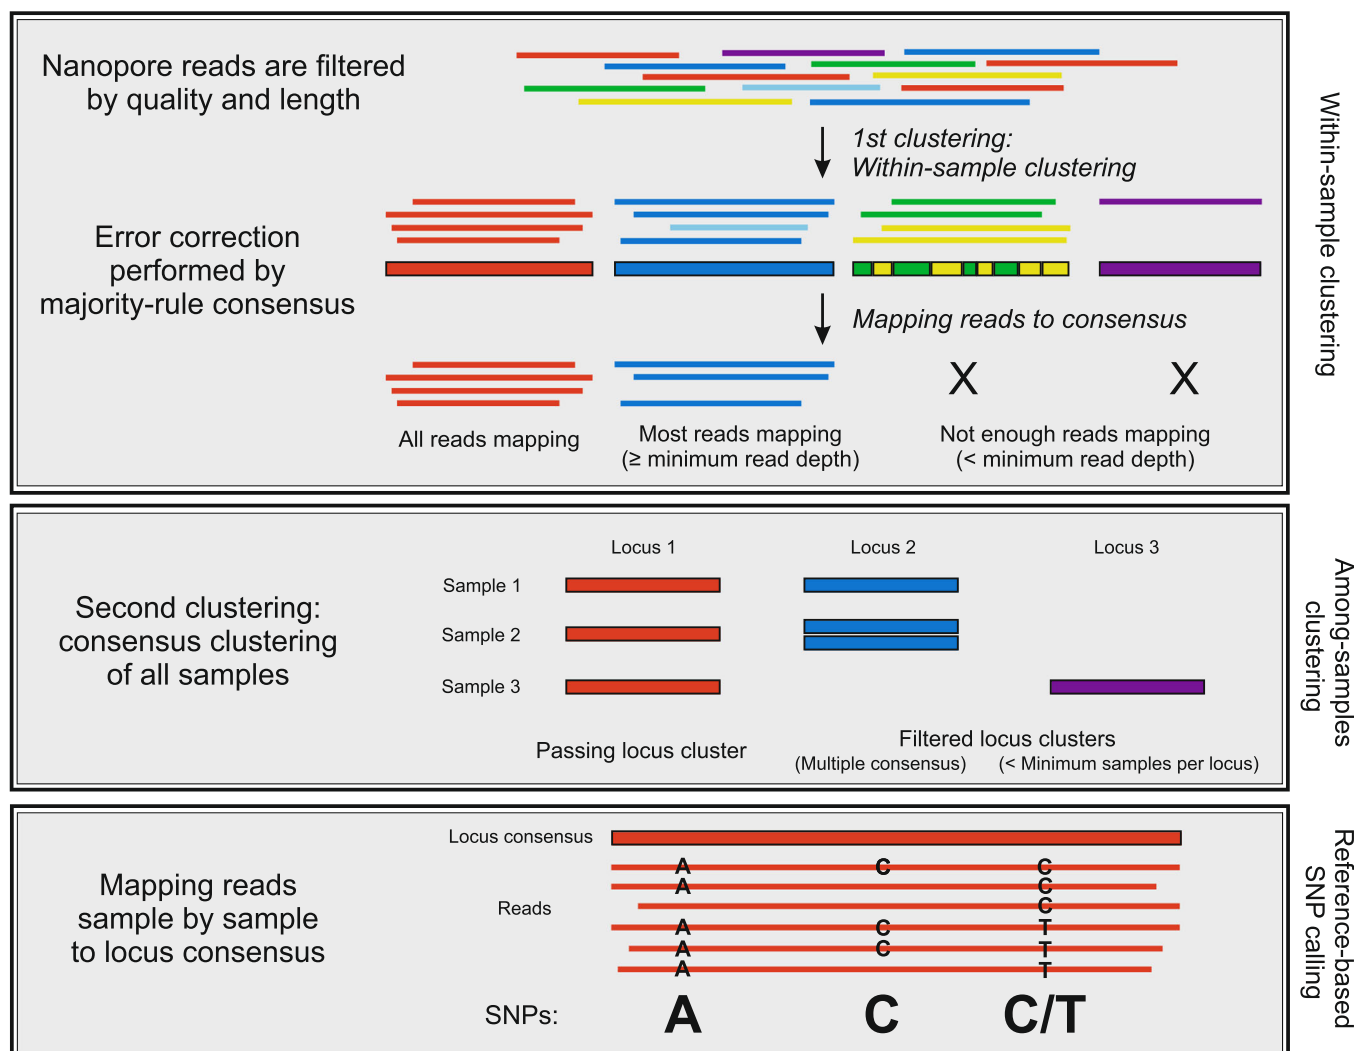 Nanopore reads are filtered
by quality and length
1st clustering:
Within-sample clustering
Error correction
performed by
majority-rule consensus
Mapping reads to consensus
X
X
All reads mapping
Most reads mapping
(≥ minimum read depth)
Not enough reads mapping
(< minimum read depth)
Within-sample clustering
Locus 1
Locus 2
Locus 3
Sample 1
Sample 2
Sample 3
Second clustering:
consensus clustering
of all samples
Passing locus cluster
Filtered locus clusters
(Multiple consensus)
(< Minimum samples per locus)
Among-samples
clustering
Locus consensus
Mapping reads
sample by sample
to locus consensus
Reads
A C C
A C
C
A C T
A C T
A T
SNPs: A C C/T
Reference-based
SNP calling